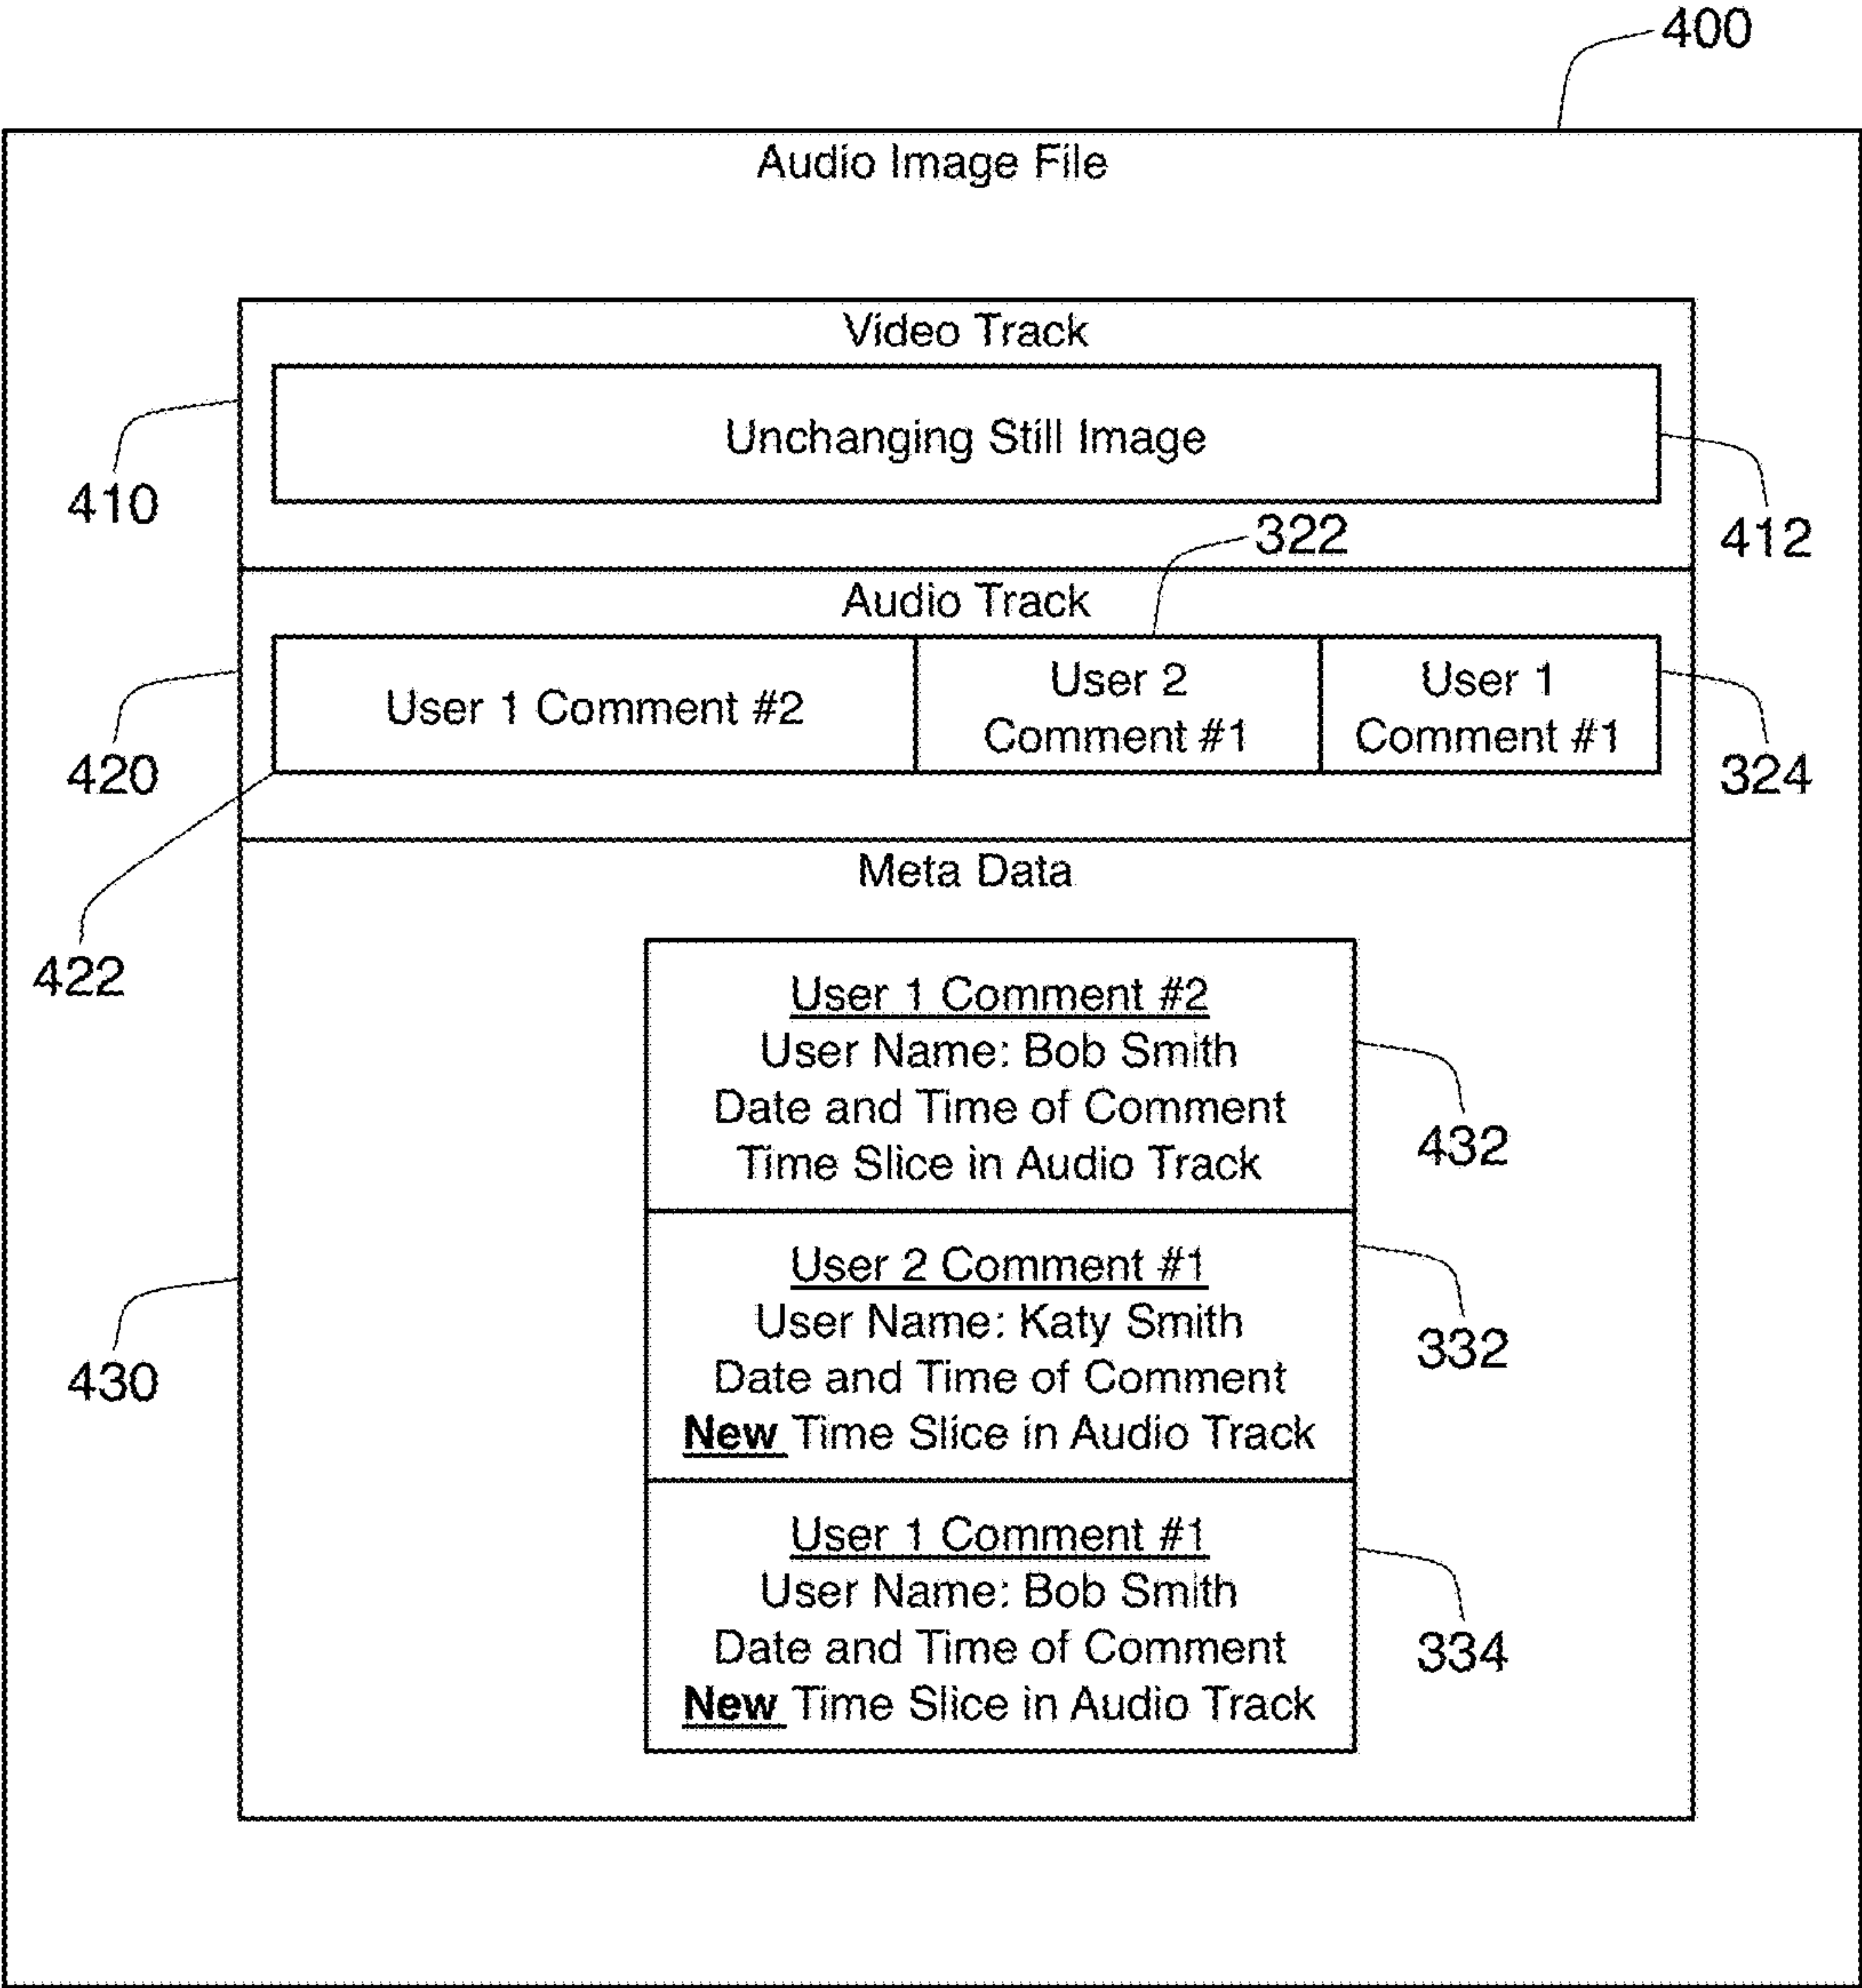 400
Audio Image File
Video Track
Unchanging Still Image
410
412
322
Audio Track
User 1 Comment #2
User 2
Comment #1
User 1
Comment #1
420
324
422
Meta Data
User 1 Comment #2
User Name: Bob Smith
Date and Time of Comment
Time Slice in Audio Track
432
User 2 Comment #1
User Name: Katy Smith
Date and Time of Comment
New Time Slice in Audio Track
332
430
User 1 Comment #1
User Name: Bob Smith
Date and Time of Comment
New Time Slice in Audio Track
334